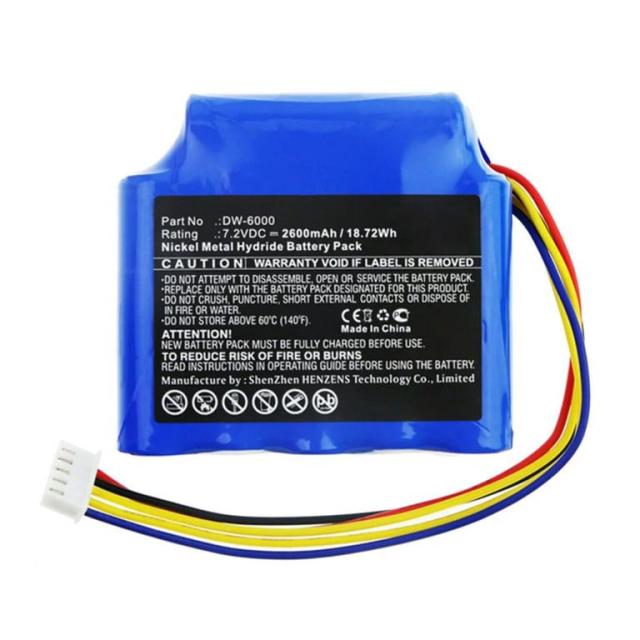 Part No .: DW-6000
Rating .: 7.2VDC ⎓ 2600mAh / 18.72Wh
Nickel Metal Hydride Battery Pack
CAUTION VOID IF LABEL IS REMOVED
•DO NOT ATTEMPT TO DISASSEMBLE, OPEN OR SERVICE THE BATTERY PACK.
•REPLACE ONLY WITH THE BATTERY PACK DESIGNATED FOR THIS PRODUCT.
•DO NOT CRUSH, PUNCTURE, SHORT EXTERNAL CONTACTS OR DISPOSE OF
IN FIRE OR WATER.
•DO NOT STORE ABOVE 60℃ (140℉).
CE FC
Made In China
ATTENTION!
NEW BATTERY PACK MUST BE FULLY CHARGED BEFORE USE.
TO REDUCE RISK OF FIRE OR BURNS
READ INSTRUCTIONS IN OPERATING GUIDE CAREFULLY BEFORE USE.
Manufacture by : ShenZhen HENZENS Technology Co., Limited
Pb